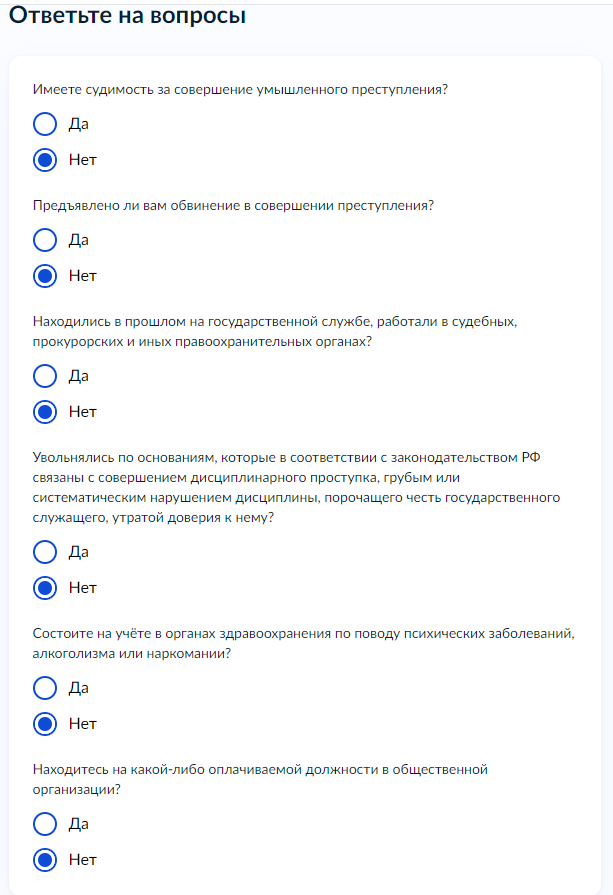 Ответьте на вопросы
Имеете судимость за совершение умышленного преступления?
Да
Нет
Предъявлено ли вам обвинение в совершении преступления?
Да
Нет
Находились в прошлом на государственной службе, работали в судебных,
прокурорских и иных правоохранительных органах?
Да
Нет
Увольнялись по основаниям, которые в соответствии с законодательством РФ
связаны с совершением дисциплинарного проступка, грубым или
систематическим нарушением дисциплины, порочащего честь государственного
служащего, утратой доверия к нему?
Да
Нет
Состоите на учёте в органах здравоохранения по поводу психических заболеваний,
алкоголизма или наркомании?
Да
Нет
Находитесь на какой-либо оплачиваемой должности в общественной
организации?
Да
Нет